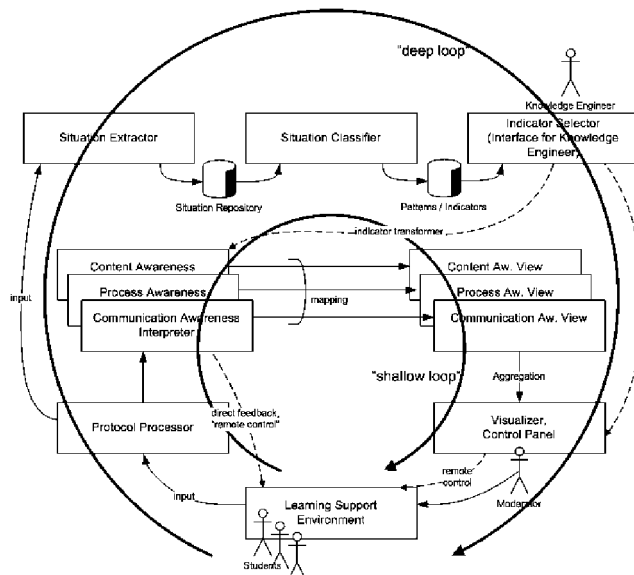 "deep loop"
Knowledge Engineer
Situation Extractor
Situation Classifier
Indicator Selector
(Interface for Knowledge
Engineer)
Situation Repository
Patterns / Indicators
indicator transformer
Content Awareness
Content Aw. View
input
Process Awareness
Process Aw. View
mapping
Communication Awareness
Interpreter
Communication Aw. View
"shallow loop"
Aggregation
direct feedback,
"remote control"
Protocol Processor
Visualizer,
Control Panel
remote
control
input
Learning Support
Environment
Moderator
Students